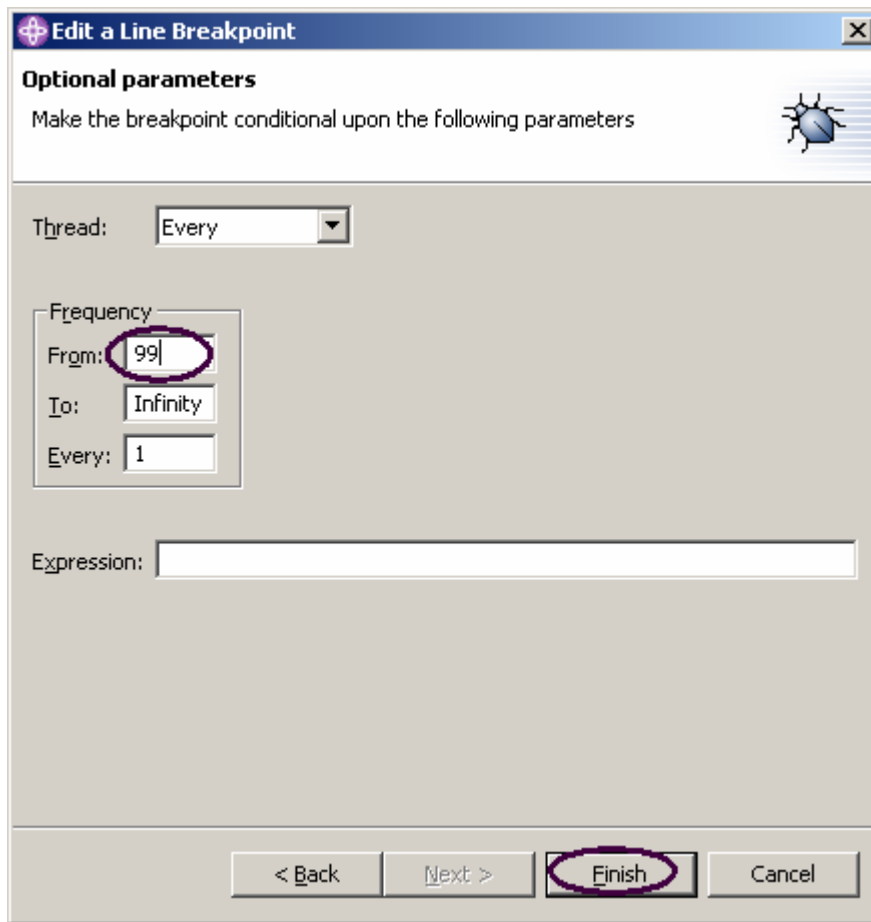 Edit a Line Breakpoint
Optional parameters
Make the breakpoint conditional upon the following parameters
Thread: Every
Frequency
From: 99
To: Infinity
Every: 1
Expression:
< Back Next > Finish Cancel